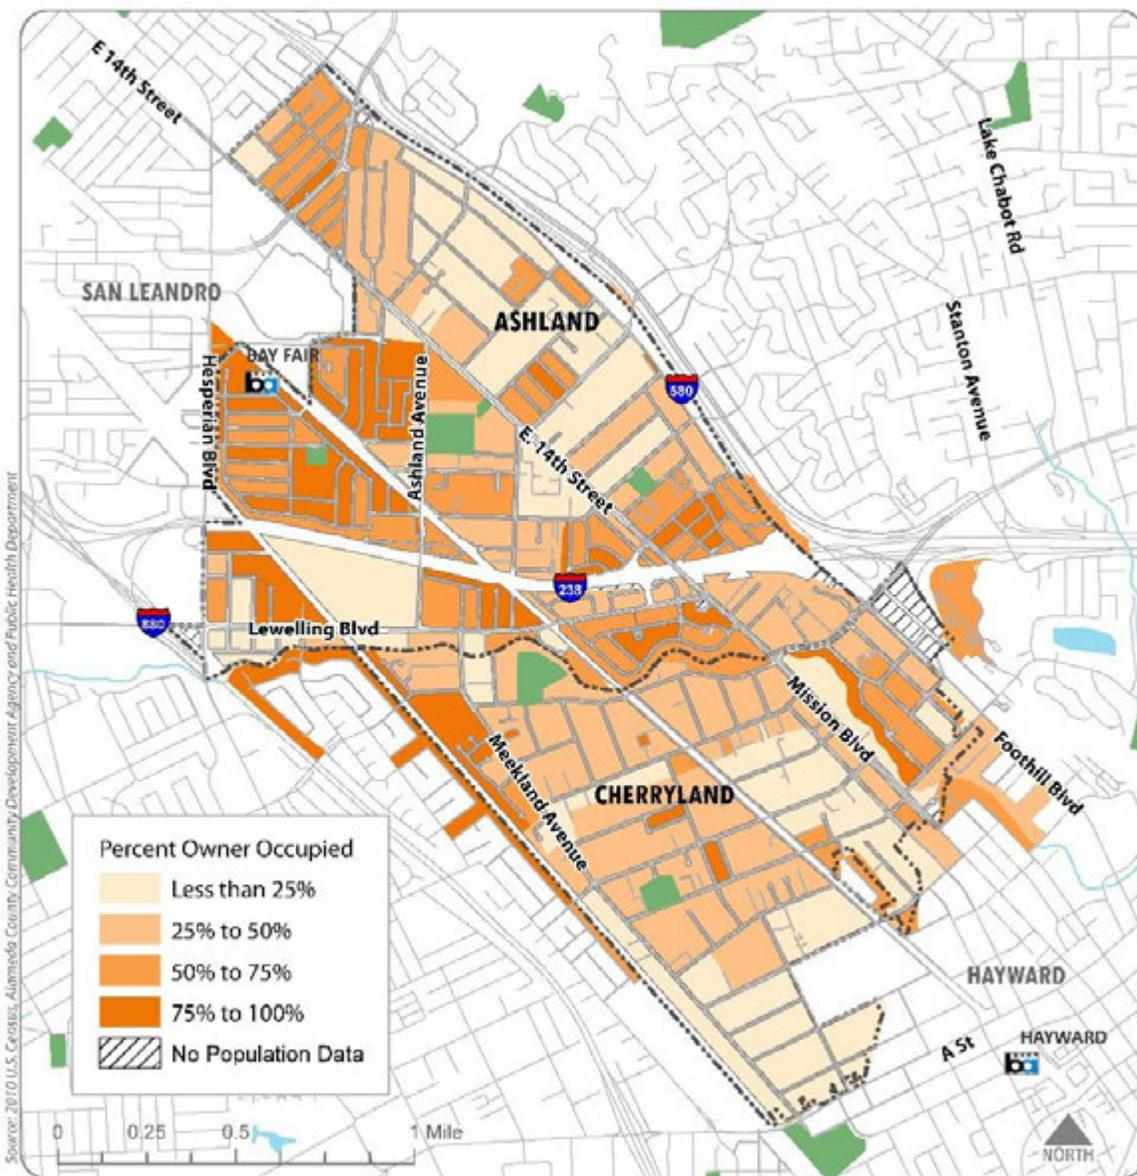 E 14th Street
Lake Chabot Rd
SAN LEANDRO
ASHLAND
Stanton Avenue
BAY FAIR
ba
Hesperian Blvd
Ashland Avenue
580
E. 14th Street
238
880
Lewelling Blvd
Mission Blvd
Foothill Blvd
Meekland Avenue
CHERRYLAND
Percent Owner Occupied
Less than 25%
25% to 50%
50% to 75%
75% to 100%
No Population Data
HAYWARD
A St
HAYWARD
ba
0 0.25 0.5 1 Mile
NORTH
Source: 2010 U.S. Census, Alameda County Community Development Agency and Public Health Department